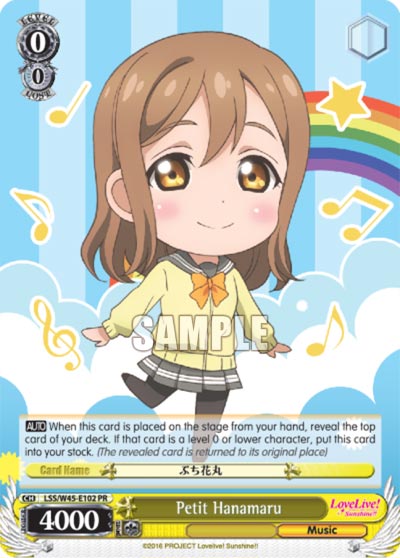 LEVEL
0
0
COST
SAMPLE
AUTO When this card is placed on the stage from your hand, reveal the top
card of your deck. If that card is a level 0 or lower character, put this card
into your stock. (The revealed card is returned to its original place)
Card Name
ぷち花丸
CH LSS/W45-E102 PR
Petit Hanamaru
LoveLive!
Sunshine!!
4000
Music
©2016 PROJECT Lovelive! Sunshine!!